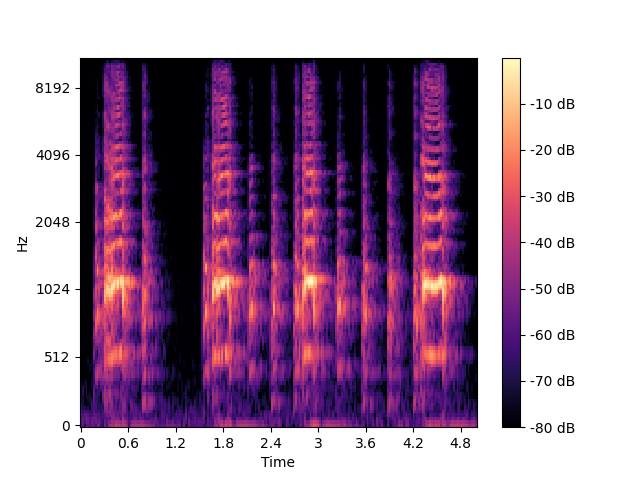 8192
4096
2048
1024
512
0
Hz
0 0.6 1.2 1.8 2.4 3 3.6 4.2 4.8
Time
-10 dB
-20 dB
-30 dB
-40 dB
-50 dB
-60 dB
-70 dB
-80 dB